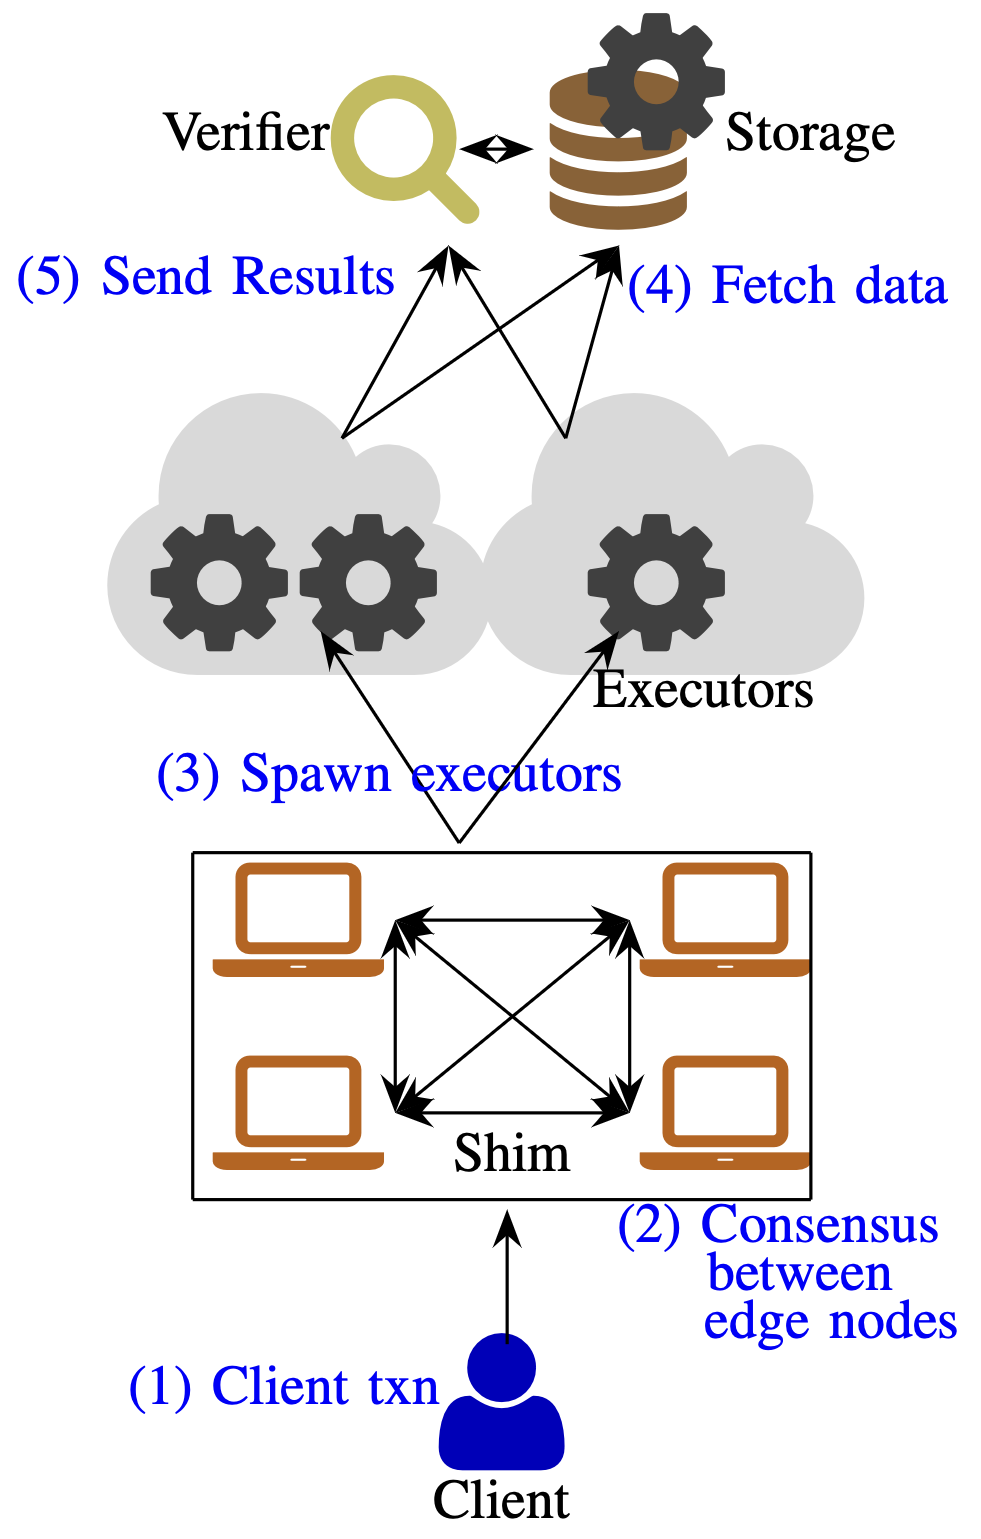 Verifier
Storage
(5) Send Results
(4) Fetch data
Executors
(3) Spawn executors
Shim
(2) Consensus
between
edge nodes
(1) Client txn
Client